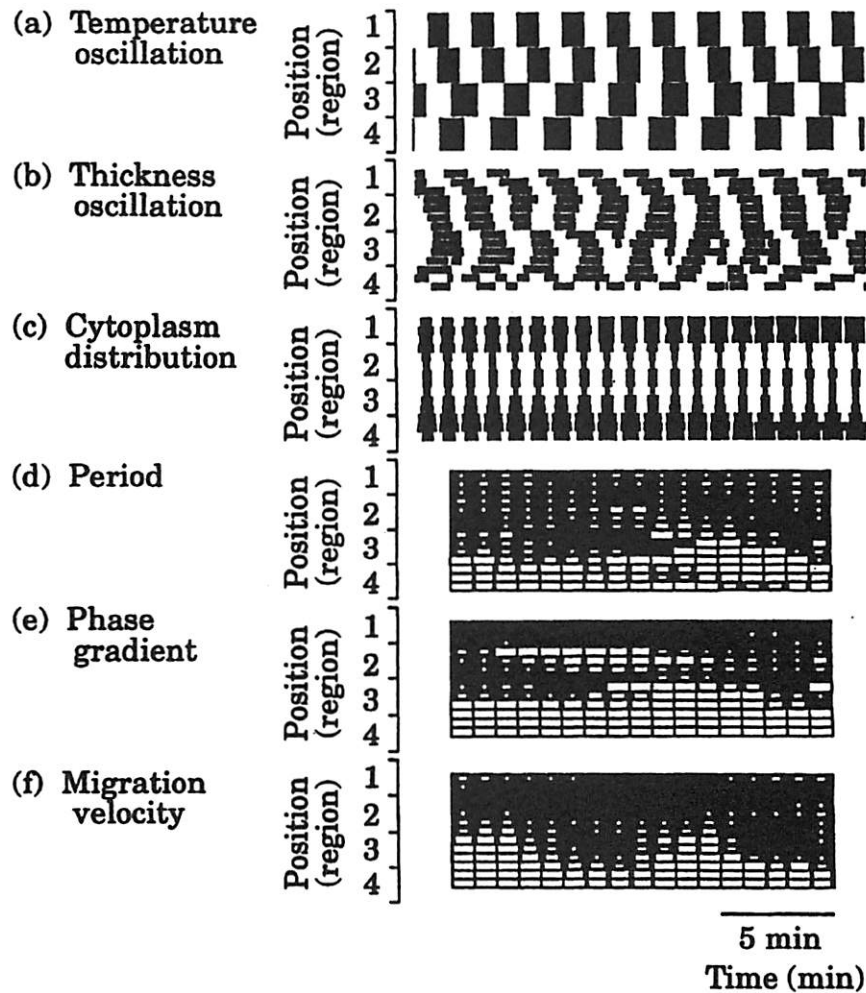 (a) Temperature
oscillation
Position
(region)
1
2
3
4
(b) Thickness
oscillation
Position
(region)
1
2
3
4
(c) Cytoplasm
distribution
Position
(region)
1
2
3
4
(d) Period
Position
(region)
1
2
3
4
(e) Phase
gradient
Position
(region)
1
2
3
4
(f) Migration
velocity
Position
(region)
1
2
3
4
5 min
Time (min)